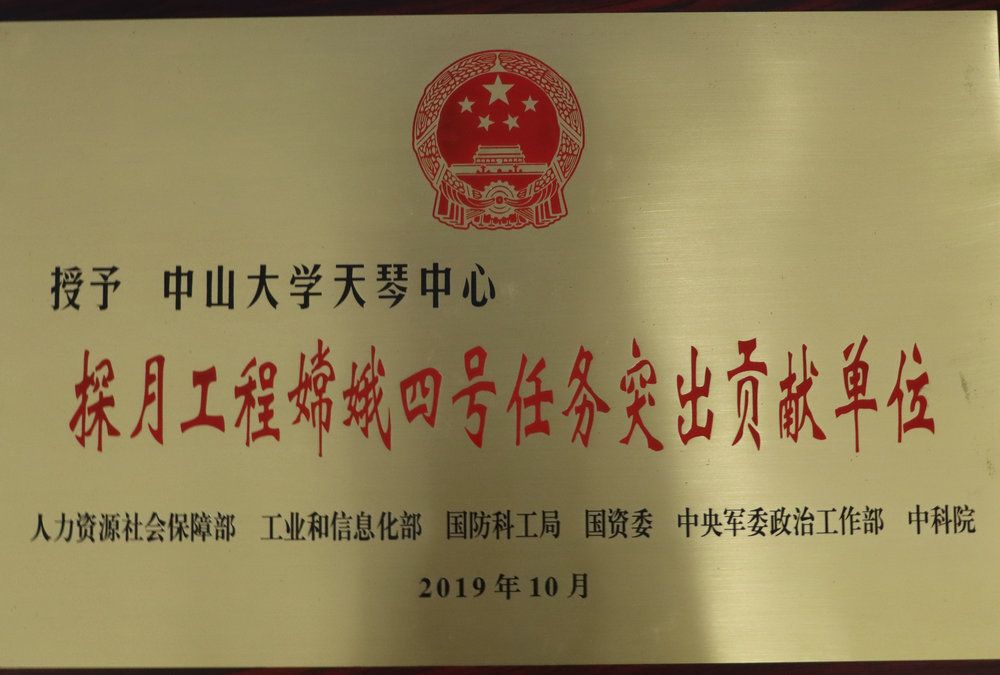 授予 中山大学天琴中心
探月工程嫦娥四号任务突出贡献单位
人力资源社会保障部 工业和信息化部 国防科工局 国资委 中央军委政治工作部 中科院
2019年10月